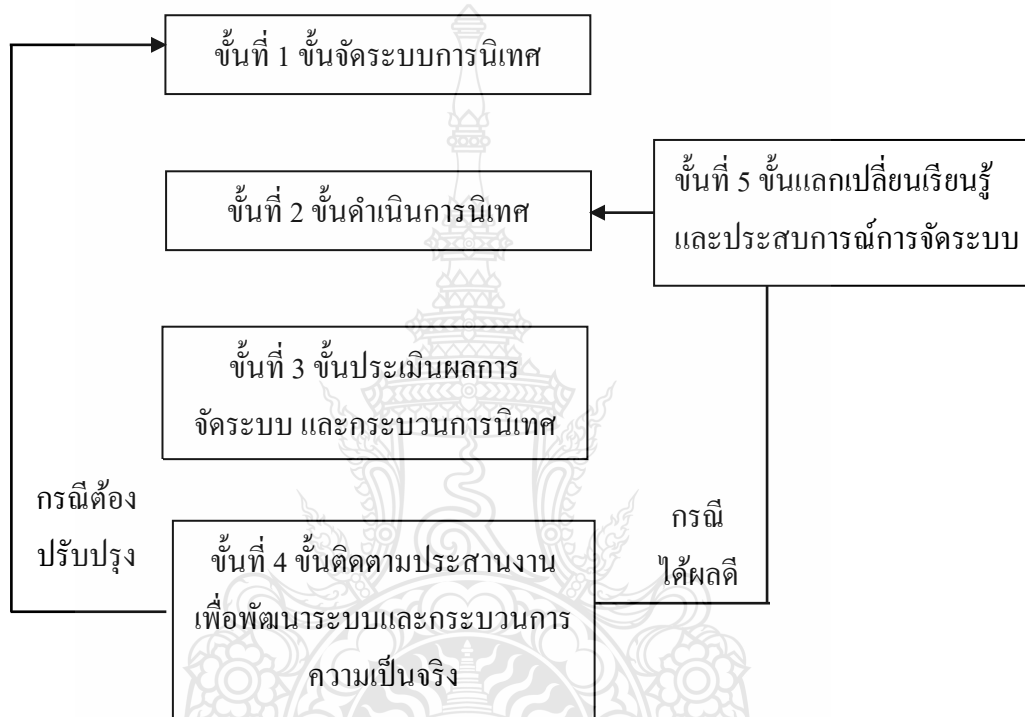 ขั้นที่ 1 ขั้นจัดระบบการนิเทศ
ขั้นที่ 2 ขั้นดำเนินการนิเทศ
ขั้นที่ 5 ขั้นแลกเปลี่ยนเรียนรู้
และประสบการณ์การจัดระบบ
ขั้นที่ 3 ขั้นประเมินผลการ
จัดระบบ และกระบวนการนิเทศ
กรณีต้อง
ปรับปรุง
ขั้นที่ 4 ขั้นติดตามประสานงาน
เพื่อพัฒนาระบบและกระบวนการ
ความเป็นจริง
กรณี
ได้ผลดี